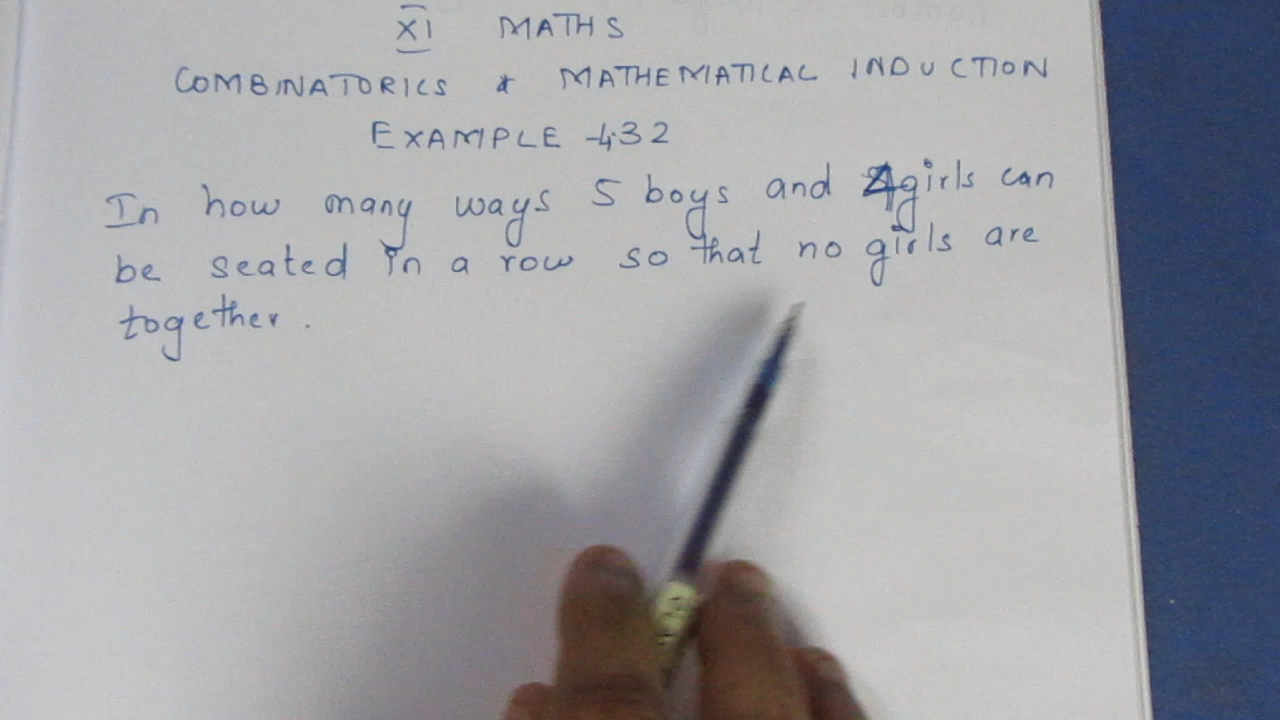 XI MATHS
COMBINATORICS & MATHEMATICAL INDUCTION
EXAMPLE -4.32
In how many ways 5 boys and 4 girls can
be seated in a row so that no girls are
together.